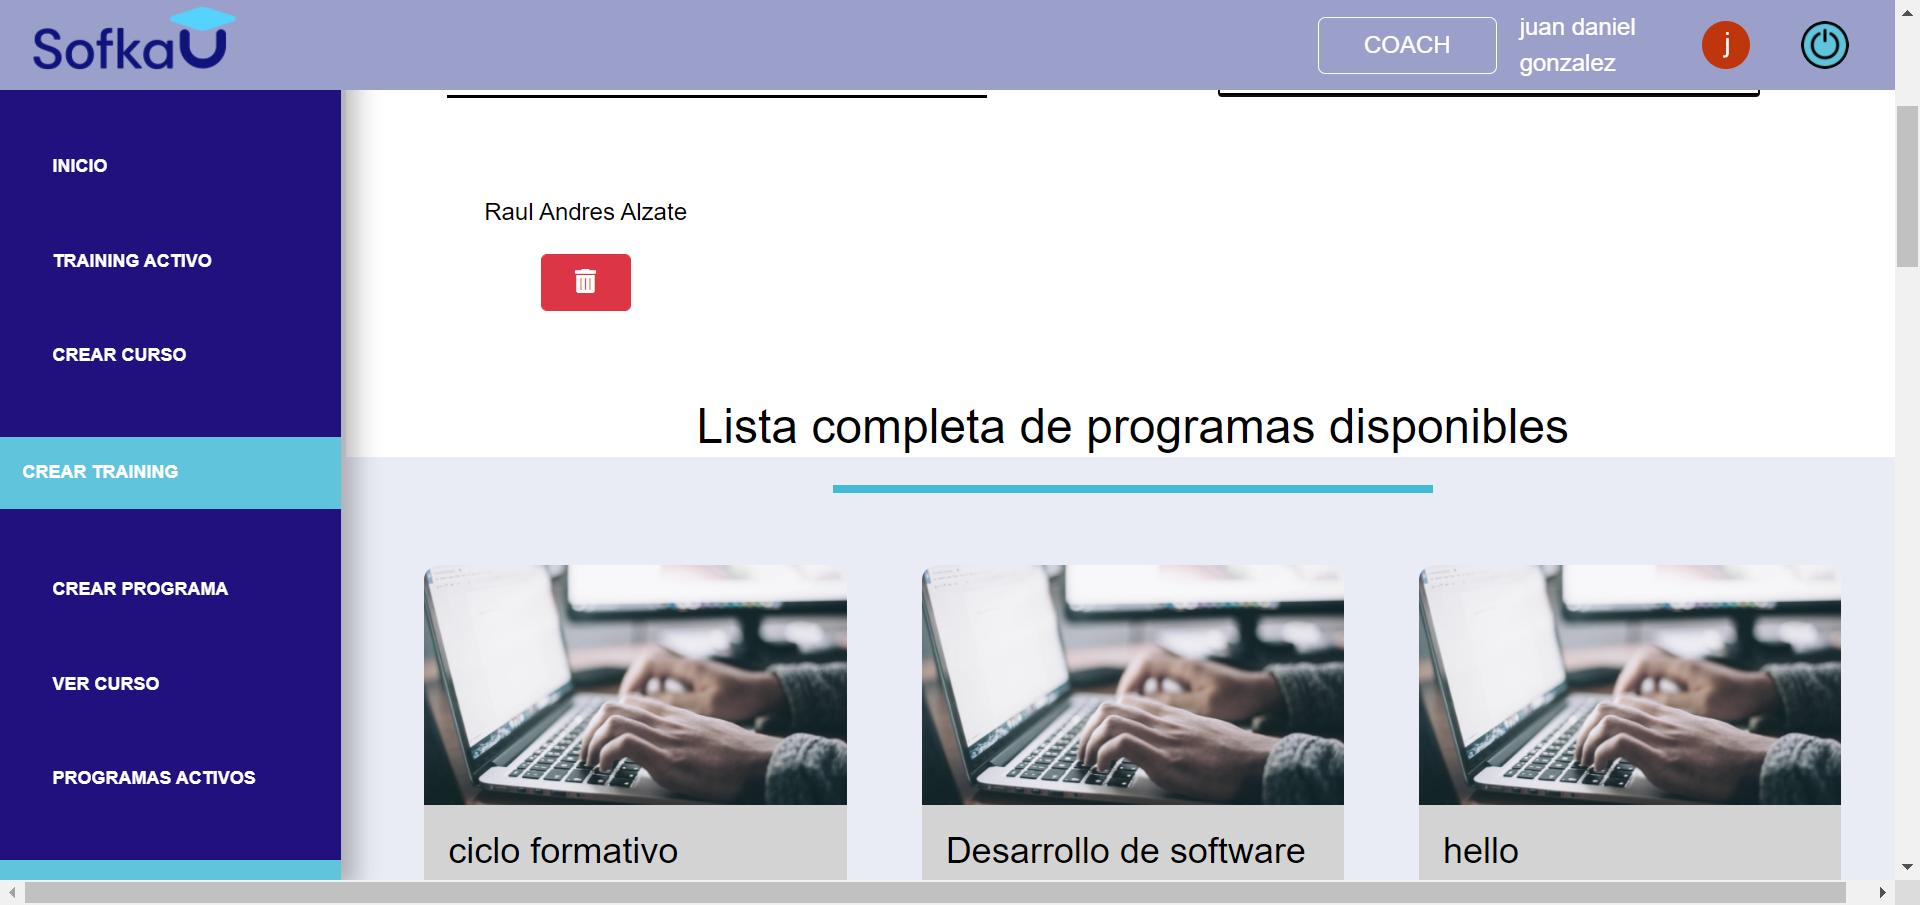 SofkaU
COACH
juan daniel
gonzalez
j
INICIO
TRAINING ACTIVO
CREAR CURSO
CREAR TRAINING
CREAR PROGRAMA
VER CURSO
PROGRAMAS ACTIVOS
Raul Andres Alzate
Lista completa de programas disponibles
ciclo formativo
Desarrollo de software
hello